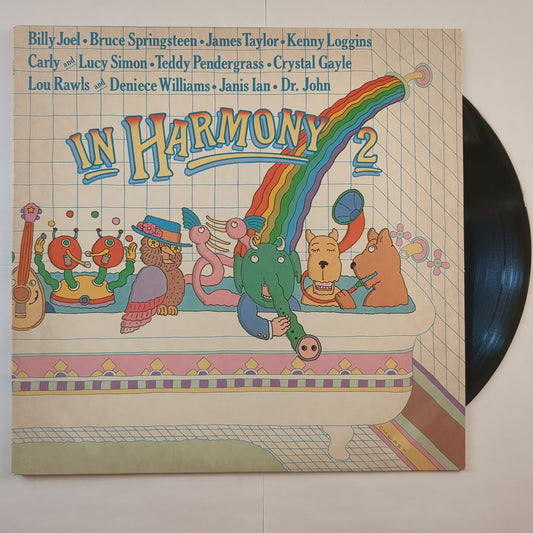 Billy Joel • Bruce Springsteen • James Taylor • Kenny Loggins
Carly and Lucy Simon • Teddy Pendergrass • Crystal Gayle
Lou Rawls and Deniece Williams • Janis Ian • Dr. John
IN HARMONY 2